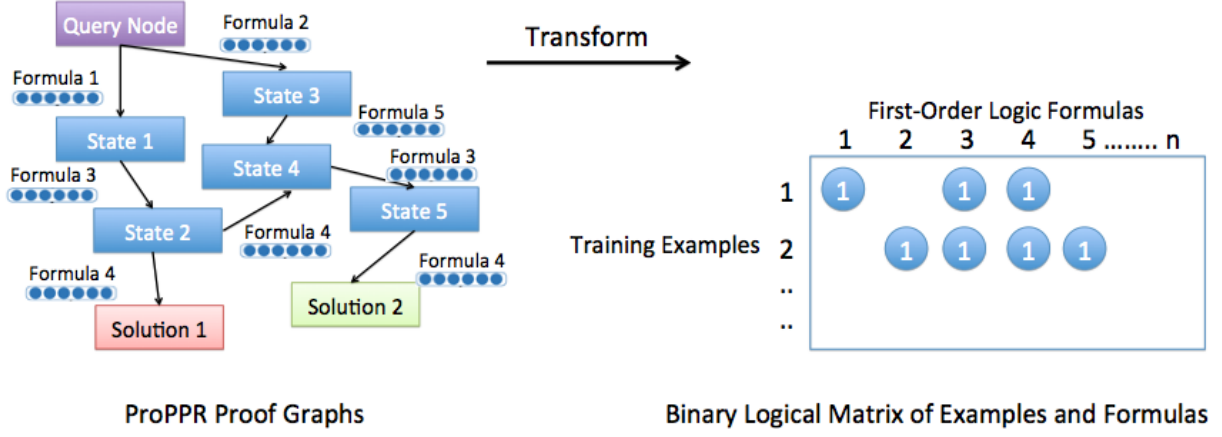 Query Node
Formula 2
Transform
Formula 1
State 3
Formula 5
First-Order Logic Formulas
State 1
1 2 3 4 5 ........ n
State 4
Formula 3
Formula 3
1 1 1 1
State 5
State 2
Training Examples 2 1 1 1 1
Formula 4
Formula 4
Formula 4
..
Solution 2
Solution 1
..
ProPPR Proof Graphs
Binary Logical Matrix of Examples and Formulas